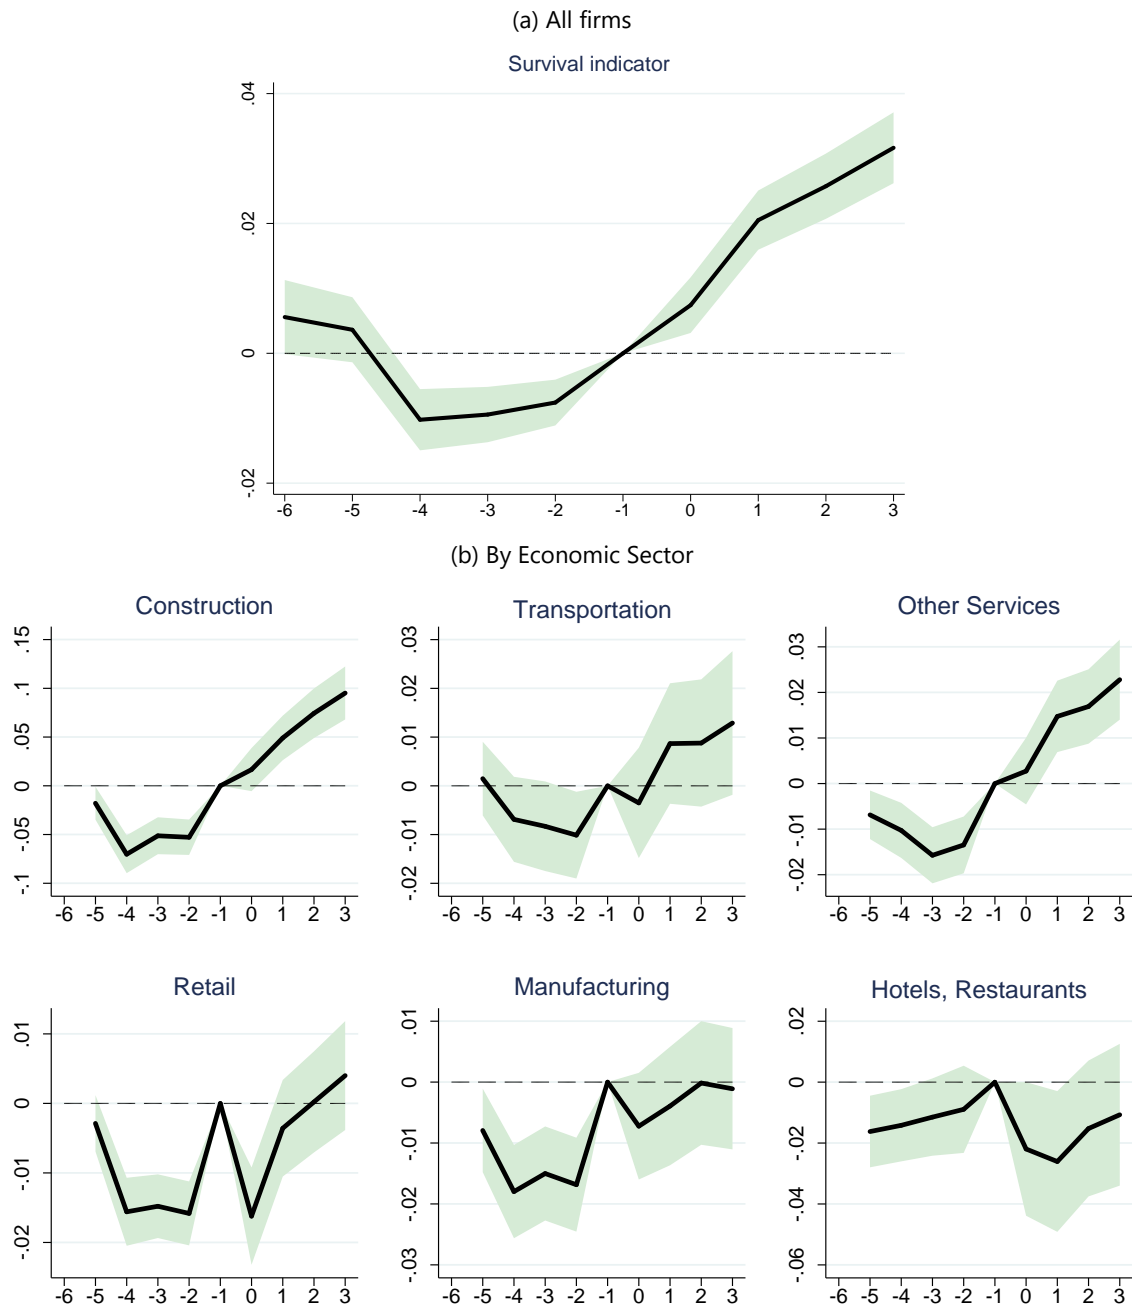 (a) All firms
Survival indicator
.04
.02
0
-.02
-6 -5 -4 -3 -2 -1 0 1 2 3
(b) By Economic Sector
Construction
.15
.1
.05
0
-.05
-.1
-6 -5 -4 -3 -2 -1 0 1 2 3
Transportation
.03
.02
.01
0
-.01
-.02
-6 -5 -4 -3 -2 -1 0 1 2 3
Other Services
.03
.02
.01
0
-.01
-.02
-6 -5 -4 -3 -2 -1 0 1 2 3
Retail
.01
0
-.01
-.02
-6 -5 -4 -3 -2 -1 0 1 2 3
Manufacturing
.01
0
-.01
-.02
-.03
-6 -5 -4 -3 -2 -1 0 1 2 3
Hotels, Restaurants
.02
0
-.02
-.04
-.06
-6 -5 -4 -3 -2 -1 0 1 2 3